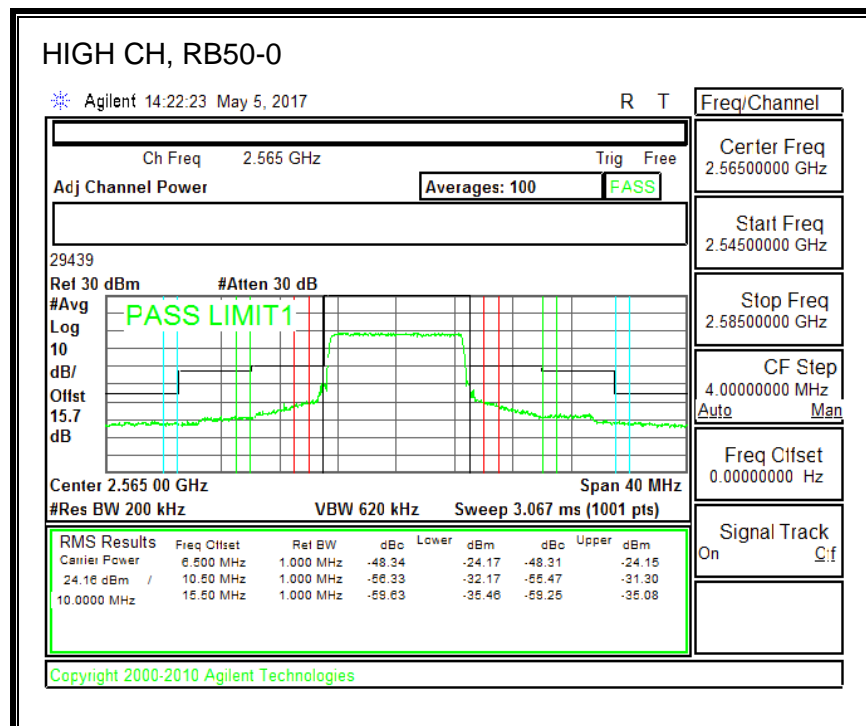 HIGH CH, RB50-0
Agilent 14:22:23 May 5, 2017 R T
Ch Freq 2.565 GHz Trig Free
Adj Channel Power Averages: 100 PASS
29439
Ref 30 dBm #Atten 30 dB
#Avg
Log
10
dB/
Offst
15.7
dB
PASS LIMIT1
Center 2.565 00 GHz Span 40 MHz
#Res BW 200 kHz VBW 620 kHz Sweep 3.067 ms (1001 pts)
RMS Results Freq Offset Ref BW dBc Lower dBm dBc Upper dBm
Carrier Power 6.500 MHz 1.000 MHz -48.34 -24.17 -48.31 -24.15
24.16 dBm / 10.50 MHz 1.000 MHz -56.33 -32.17 -55.47 -31.30
10.0000 MHz 15.50 MHz 1.000 MHz -59.63 -35.46 -59.25 -35.08
Copyright 2000-2010 Agilent Technologies
Freq/Channel
Center Freq
2.56500000 GHz
Start Freq
2.54500000 GHz
Stop Freq
2.58500000 GHz
CF Step
4.00000000 MHz
Auto Man
Freq Offset
0.00000000 Hz
Signal Track
On Off